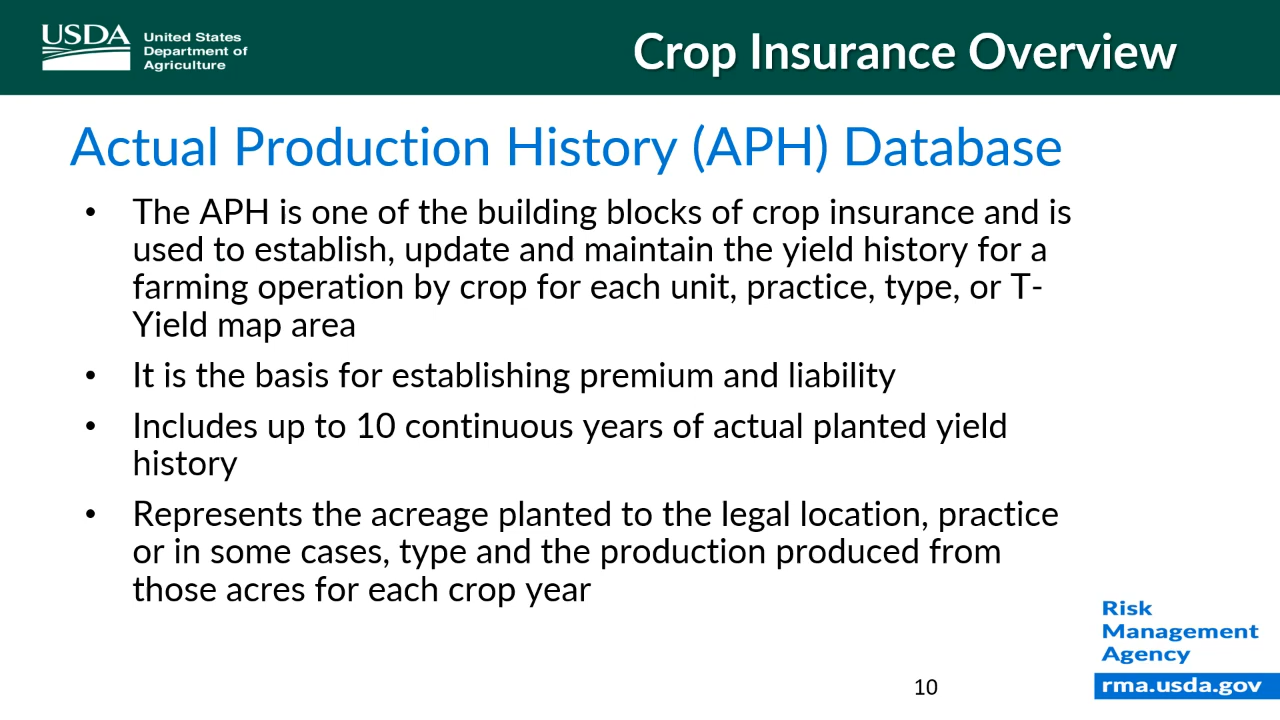 USDA
United States
Department of
Agriculture
Crop Insurance Overview
Actual Production History (APH) Database
• The APH is one of the building blocks of crop insurance and is
used to establish, update and maintain the yield history for a
farming operation by crop for each unit, practice, type, or T-
Yield map area
• It is the basis for establishing premium and liability
• Includes up to 10 continuous years of actual planted yield
history
• Represents the acreage planted to the legal location, practice
or in some cases, type and the production produced from
those acres for each crop year
Risk
Management
Agency
rma.usda.gov
10